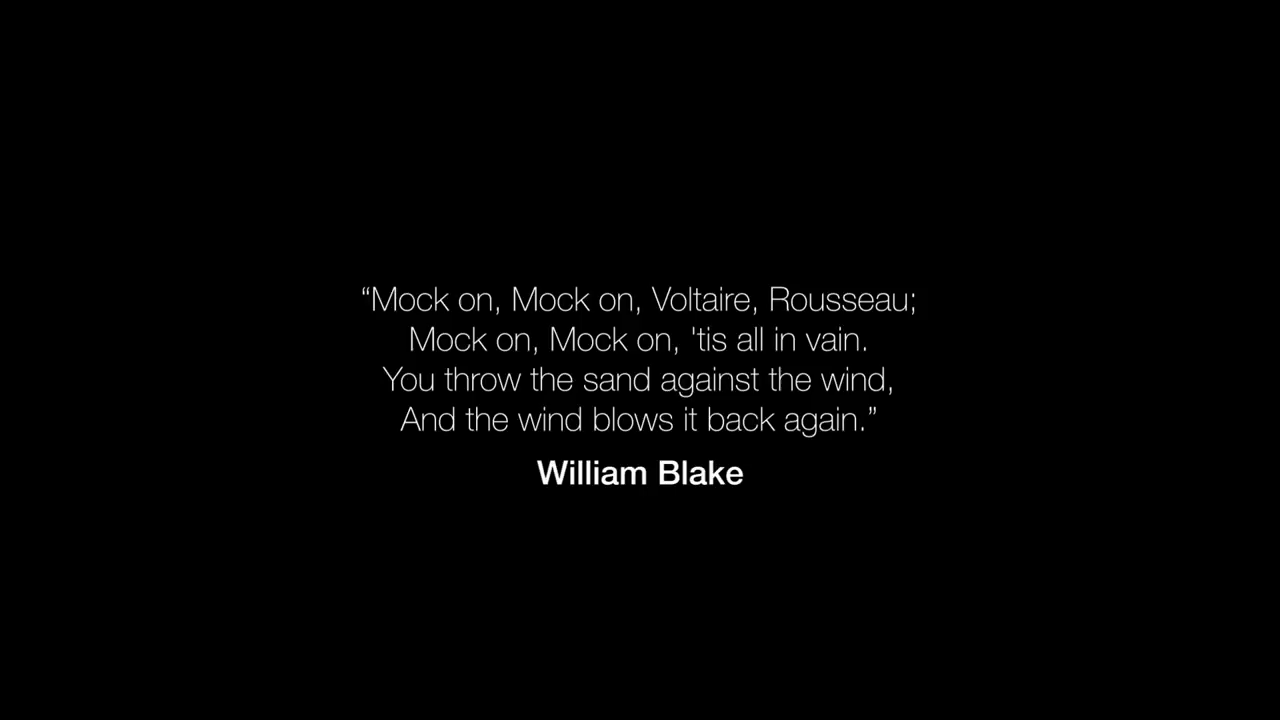 “Mock on, Mock on, Voltaire, Rousseau;
Mock on, Mock on, 'tis all in vain.
You throw the sand against the wind,
And the wind blows it back again.”
William Blake